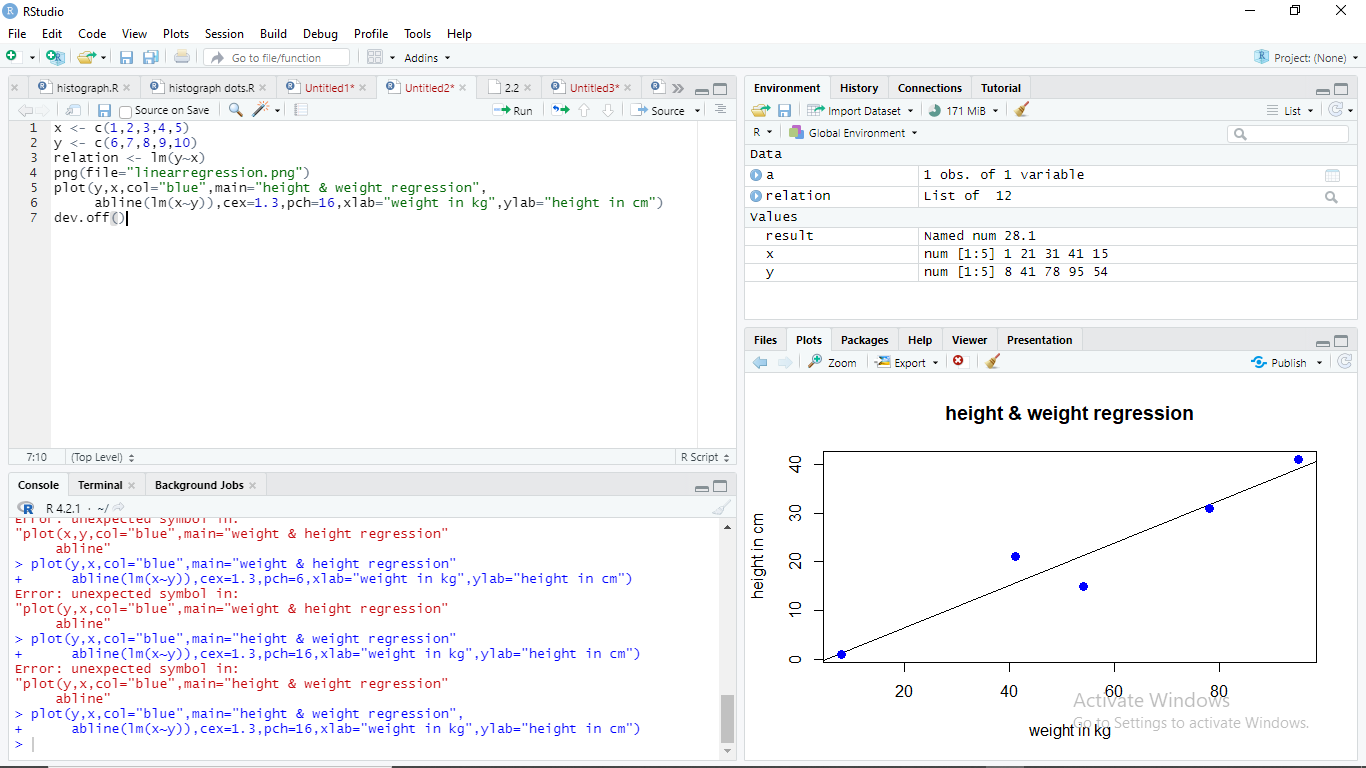 RStudio
File Edit Code View Plots Session Build Debug Profile Tools Help
Go to file/function Addins Project: (None)
histograph.R histograph dots.R Untitled1* Untitled2* 2.2 Untitled3*
Source on Save Run Source
1 x <- c(1,2,3,4,5)
2 y <- c(6,7,8,9,10)
3 relation <- lm(y~x)
4 png(file="linearregression.png")
5 plot(y,x,col="blue",main="height & weight regression",
6 abline(lm(x~y)),cex=1.3,pch=16,xlab="weight in kg",ylab="height in cm")
7 dev.off()
7:10 (Top Level) R Script
Console Terminal Background Jobs
R 4.2.1 · ~/
Error: unexpected symbol in:
"plot(x,y,col="blue",main="weight & height regression"
abline"
> plot(y,x,col="blue",main="weight & height regression"
+ abline(lm(x~y)),cex=1.3,pch=6,xlab="weight in kg",ylab="height in cm")
Error: unexpected symbol in:
"plot(y,x,col="blue",main="weight & height regression"
abline"
> plot(y,x,col="blue",main="height & weight regression"
+ abline(lm(x~y)),cex=1.3,pch=16,xlab="weight in kg",ylab="height in cm")
Error: unexpected symbol in:
"plot(y,x,col="blue",main="height & weight regression"
abline"
> plot(y,x,col="blue",main="height & weight regression",
+ abline(lm(x~y)),cex=1.3,pch=16,xlab="weight in kg",ylab="height in cm")
>
Environment History Connections Tutorial
Import Dataset 171 MiB List
R Global Environment
Data
a 1 obs. of 1 variable
relation List of 12
Values
result Named num 28.1
x num [1:5] 1 21 31 41 15
y num [1:5] 8 41 78 95 54
Files Plots Packages Help Viewer Presentation
Zoom Export Publish
height & weight regression
height in cm
40
30
20
10
0
20 40 60 80
weight in kg
Activate Windows
Go to Settings to activate Windows.